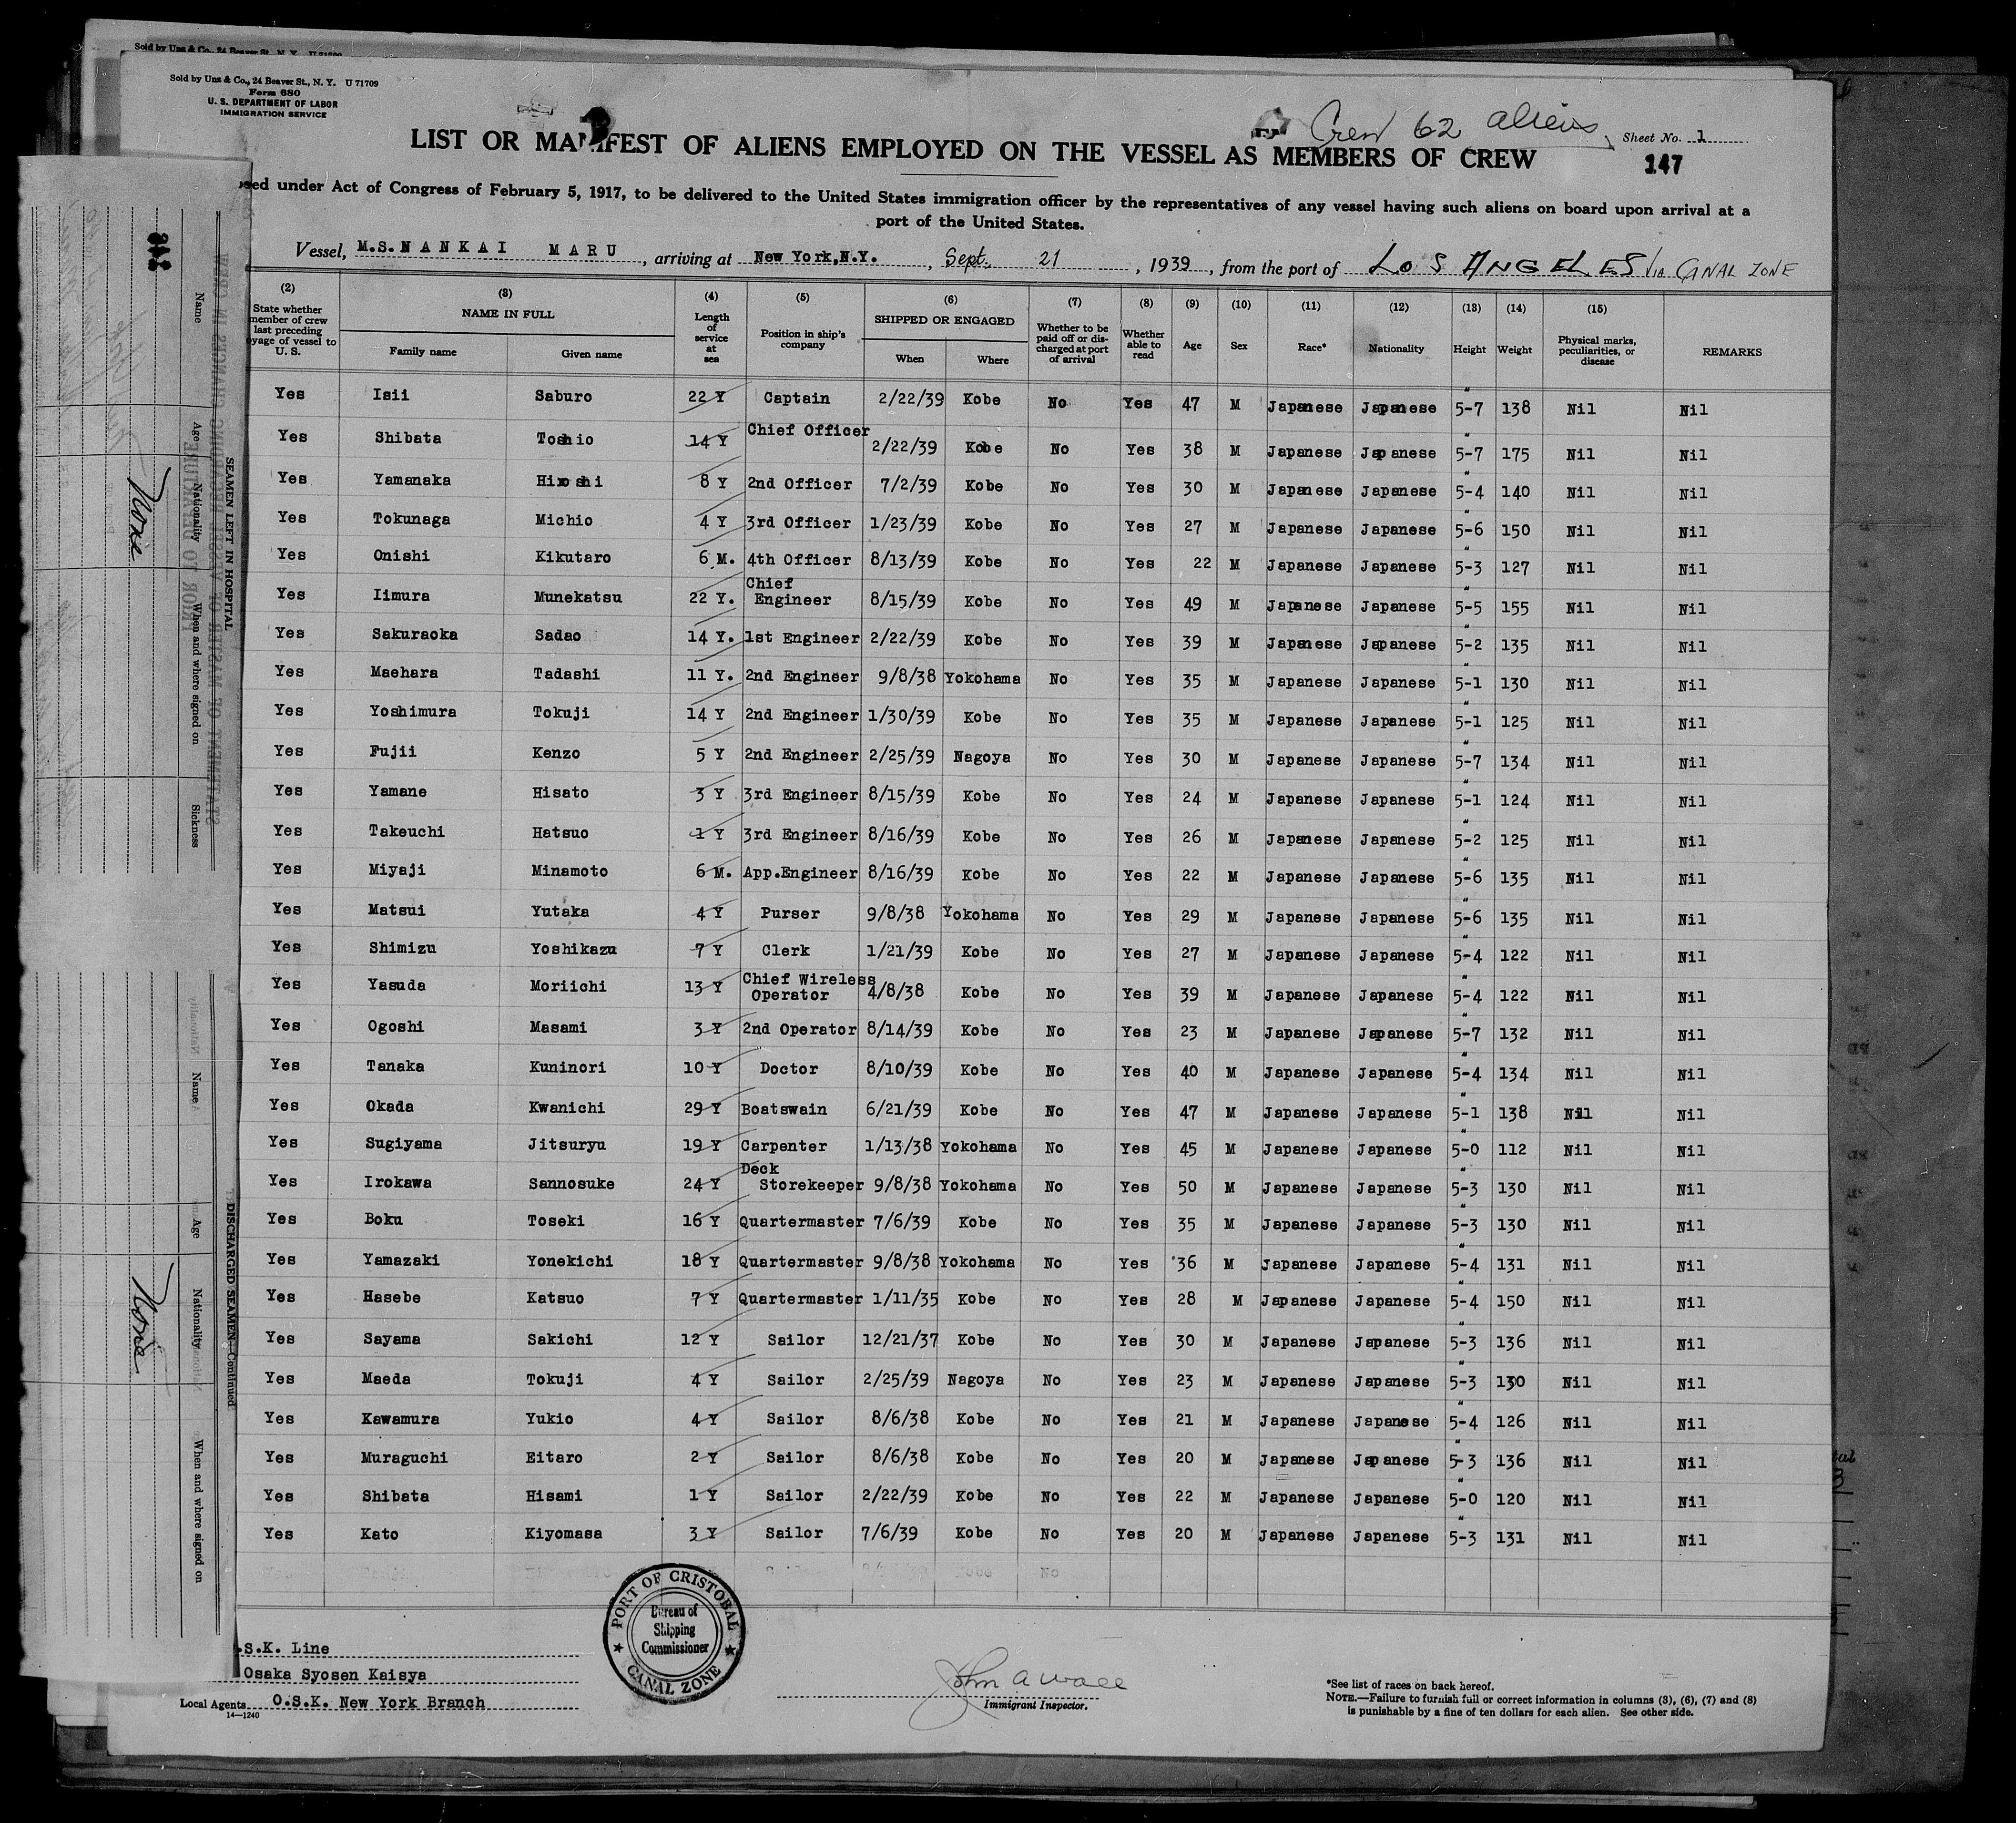 Sold by Uns & Co., 24 Beaver St., N. Y. U 71709
Form 680
U. S. DEPARTMENT OF LABOR
IMMIGRATION SERVICE
Crew 62 aliens
Sheet No. 1
LIST OR MANIFEST OF ALIENS EMPLOYED ON THE VESSEL AS MEMBERS OF CREW
147
under Act of Congress of February 5, 1917, to be delivered to the United States immigration officer by the representatives of any vessel having such aliens on board upon arrival at a
port of the United States.
Vessel, M.S. NANKAI MARU, arriving at New York, N.Y., Sept. 21, 1939, from the port of LOS ANGELES Via CANAL ZONE
(2) State whether member of crew last preceding voyage of vessel to U. S. (3) NAME IN FULL Family name Given name (4) Length of service at sea (5) Position in ship's company (6) SHIPPED OR ENGAGED When Where (7) Whether to be paid off or discharged at port of arrival (8) Whether able to read (9) Age (10) Sex (11) Race* (12) Nationality (13) Height (14) Weight (15) Physical marks, peculiarities, or disease REMARKS
Yes Isii Saburo 22 Y Captain 2/22/39 Kobe No Yes 47 M Japanese Japanese 5-7" 138 Nil Nil
Yes Shibata Toshio 14 Y Chief Officer 2/22/39 Kobe No Yes 38 M Japanese Japanese 5-7" 175 Nil Nil
Yes Yamanaka Hiroshi 8 Y 2nd Officer 7/2/39 Kobe No Yes 30 M Japanese Japanese 5-4" 140 Nil Nil
Yes Tokunaga Michio 4 Y 3rd Officer 1/23/39 Kobe No Yes 27 M Japanese Japanese 5-6" 150 Nil Nil
Yes Onishi Kikutaro 6 M. 4th Officer 8/13/39 Kobe No Yes 22 M Japanese Japanese 5-3" 127 Nil Nil
Yes Iimura Munekatsu 22 Y. Chief Engineer 8/15/39 Kobe No Yes 49 M Japanese Japanese 5-5" 155 Nil Nil
Yes Sakuraoka Sadao 14 Y. 1st Engineer 2/22/39 Kobe No Yes 39 M Japanese Japanese 5-2" 135 Nil Nil
Yes Maehara Tadashi 11 Y. 2nd Engineer 9/8/38 Yokohama No Yes 35 M Japanese Japanese 5-1" 130 Nil Nil
Yes Yoshimura Tokuji 14 Y 2nd Engineer 1/30/39 Kobe No Yes 35 M Japanese Japanese 5-1" 125 Nil Nil
Yes Fujii Kenzo 5 Y 2nd Engineer 2/25/39 Nagoya No Yes 30 M Japanese Japanese 5-7" 134 Nil Nil
Yes Yamane Hisato 3 Y 3rd Engineer 8/15/39 Kobe No Yes 24 M Japanese Japanese 5-1" 124 Nil Nil
Yes Takeuchi Hatsuo 1 Y 3rd Engineer 8/16/39 Kobe No Yes 26 M Japanese Japanese 5-2" 125 Nil Nil
Yes Miyaji Minamoto 6 M. App.Engineer 8/16/39 Kobe No Yes 22 M Japanese Japanese 5-6" 135 Nil Nil
Yes Matsui Yutaka 4 Y Purser 9/8/38 Yokohama No Yes 29 M Japanese Japanese 5-6" 135 Nil Nil
Yes Shimizu Yoshikazu 7 Y Clerk 1/21/39 Kobe No Yes 27 M Japanese Japanese 5-4" 122 Nil Nil
Yes Yasuda Moriichi 13 Y Chief Wireless Operator 4/8/38 Kobe No Yes 39 M Japanese Japanese 5-4" 122 Nil Nil
Yes Ogoshi Masami 3 Y 2nd Operator 8/14/39 Kobe No Yes 23 M Japanese Japanese 5-7" 132 Nil Nil
Yes Tanaka Kuninori 10 Y Doctor 8/10/39 Kobe No Yes 40 M Japanese Japanese 5-4" 134 Nil Nil
Yes Okada Kwanichi 29 Y Boatswain 6/21/39 Kobe No Yes 47 M Japanese Japanese 5-1" 138 Nil Nil
Yes Sugiyama Jitsuryu 19 Y Carpenter 1/13/38 Yokohama No Yes 45 M Japanese Japanese 5-0" 112 Nil Nil
Yes Irokawa Sannosuke 24 Y Deck Storekeeper 9/8/38 Yokohama No Yes 50 M Japanese Japanese 5-3" 130 Nil Nil
Yes Boku Toseki 16 Y Quartermaster 7/6/39 Kobe No Yes 35 M Japanese Japanese 5-3" 130 Nil Nil
Yes Yamazaki Yonekichi 18 Y Quartermaster 9/8/38 Yokohama No Yes 36 M Japanese Japanese 5-4" 131 Nil Nil
Yes Hasebe Katsuo 7 Y Quartermaster 1/11/35 Kobe No Yes 28 M Japanese Japanese 5-4" 150 Nil Nil
Yes Sayama Sakichi 12 Y Sailor 12/21/37 Kobe No Yes 30 M Japanese Japanese 5-3" 136 Nil Nil
Yes Maeda Tokuji 4 Y Sailor 2/25/39 Nagoya No Yes 23 M Japanese Japanese 5-3" 130 Nil Nil
Yes Kawamura Yukio 4 Y Sailor 8/6/38 Kobe No Yes 21 M Japanese Japanese 5-4" 126 Nil Nil
Yes Muraguchi Eitaro 2 Y Sailor 8/6/38 Kobe No Yes 20 M Japanese Japanese 5-3" 136 Nil Nil
Yes Shibata Hisami 1 Y Sailor 2/22/39 Kobe No Yes 22 M Japanese Japanese 5-0" 120 Nil Nil
Yes Kato Kiyomasa 3 Y Sailor 7/6/39 Kobe No Yes 20 M Japanese Japanese 5-3" 131 Nil Nil
PORT OF CRISTOBAL
Bureau of
Shipping
Commissioner
CANAL ZONE
.S.K. Line
Osaka Syosen Kaisya
Local Agents O.S.K. New York Branch
14—1240
John A Wall
Immigrant Inspector.
*See list of races on back hereof.
NOTE.—Failure to furnish full or correct information in columns (3), (6), (7) and (8)
is punishable by a fine of ten dollars for each alien. See other side.
SEAMEN LEFT IN HOSPITAL
Name Age Nationality When and where signed on Sickness
None
DISCHARGED SEAMEN—Continued
Name Age Nationality When and where signed on
None